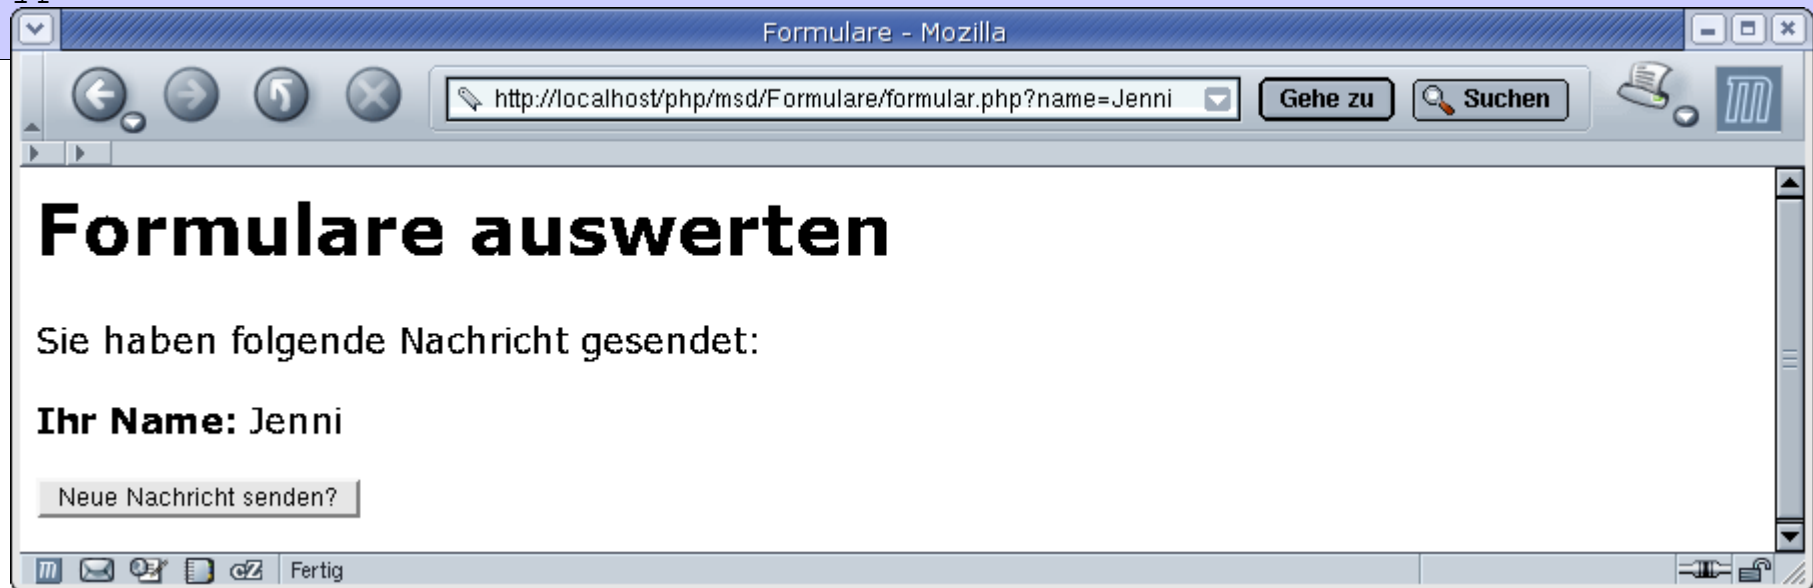 Formulare - Mozilla
http://localhost/php/msd/Formulare/formular.php?name=Jenni
Gehe zu
Suchen
Formulare auswerten
Sie haben folgende Nachricht gesendet:
Ihr Name: Jenni
Neue Nachricht senden?
Fertig